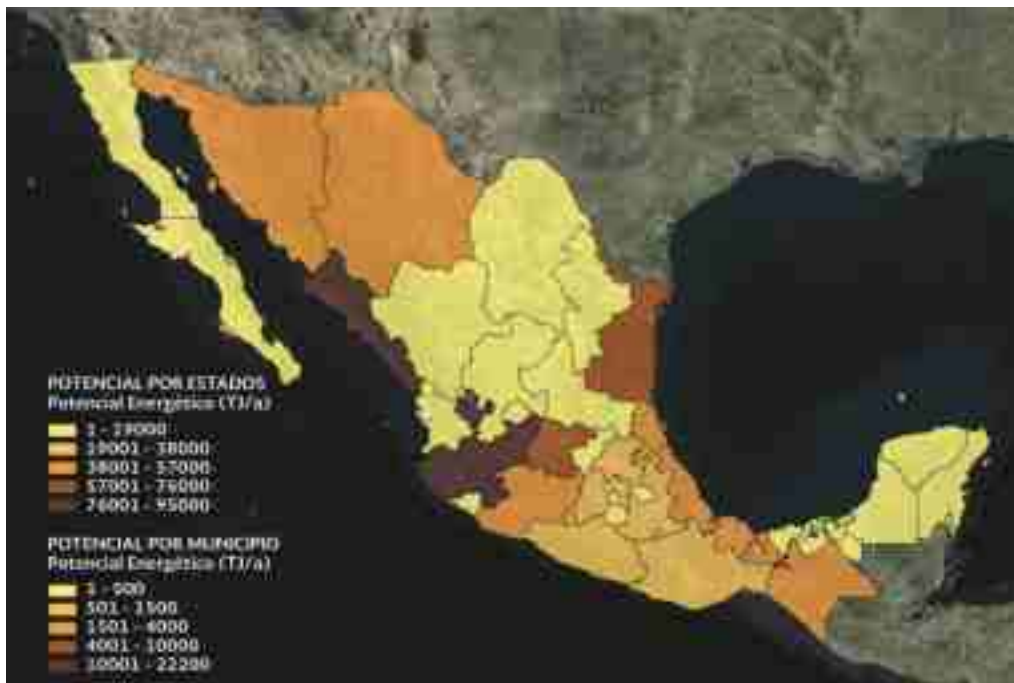 POTENCIAL POR ESTADOS
Potencial Energético (TJ/a)
1 - 19000
19001 - 38000
38001 - 57000
57001 - 76000
76001 - 95000
POTENCIAL POR MUNICIPIO
Potencial Energético (TJ/a)
1 - 500
501 - 1500
1501 - 4000
4001 - 10000
10001 - 22200